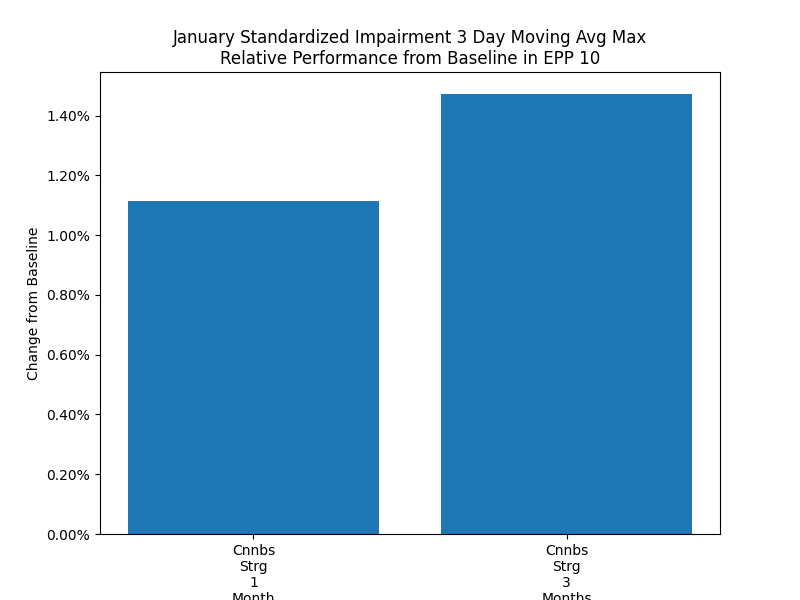 January Standardized Impairment 3 Day Moving Avg Max
Relative Performance from Baseline in EPP 10
Change from Baseline
1.40%
1.20%
1.00%
0.80%
0.60%
0.40%
0.20%
0.00%
Cnnbs
Strg
1
Month
Cnnbs
Strg
3
Months